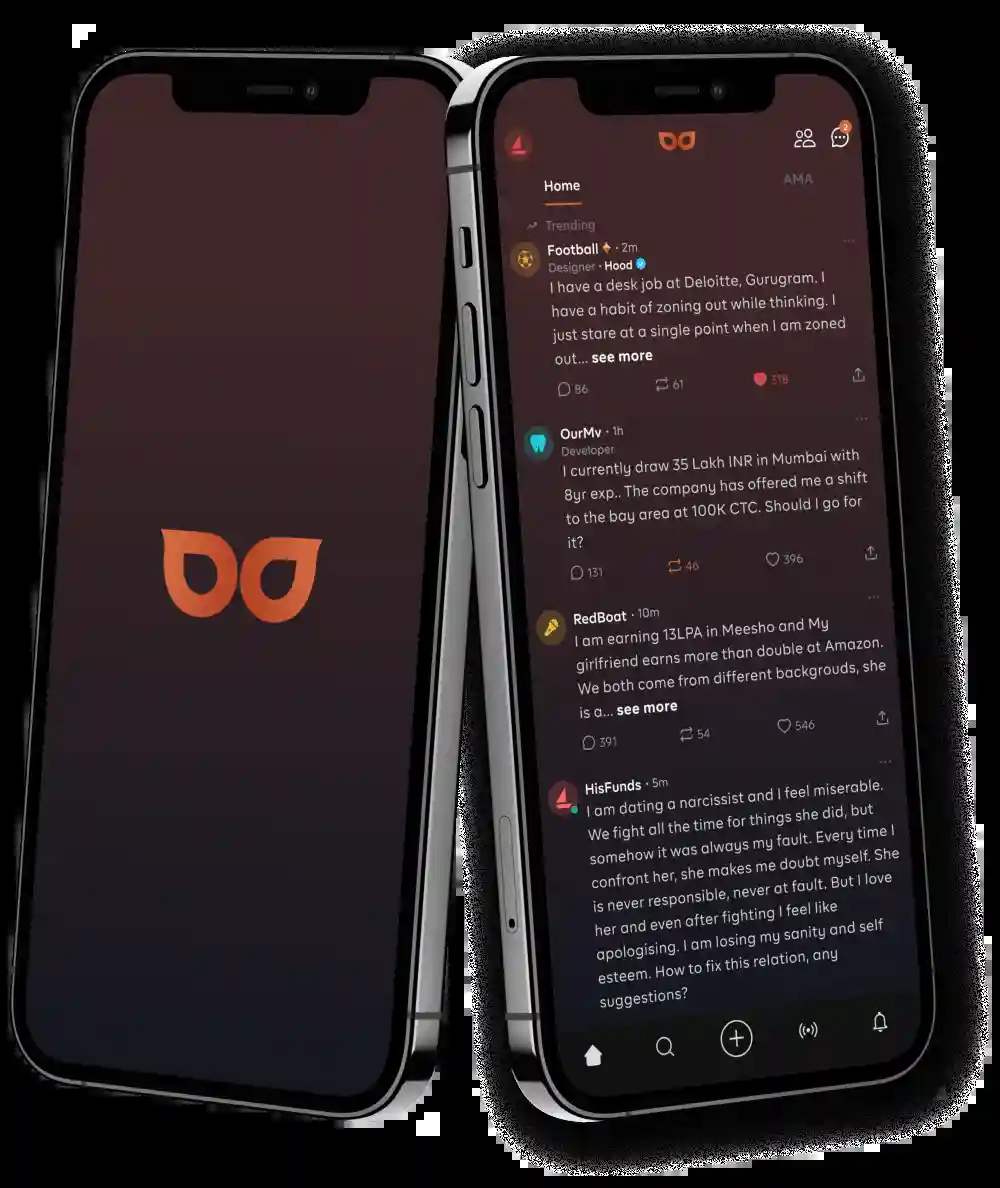 2
Home
AMA
Trending
Football · 2m
Designer · Hood
I have a desk job at Deloitte, Gurugram. I
have a habit of zoning out while thinking. I
just stare at a single point when I am zoned
out... see more
86 61 318
OurMv · 1h
Developer
I currently draw 35 Lakh INR in Mumbai with
8yr exp.. The company has offered me a shift
to the bay area at 100K CTC. Should I go for
it?
131 46 396
RedBoat · 10m
I am earning 13LPA in Meesho and My
girlfriend earns more than double at Amazon.
We both come from different backgrouds, she
is a... see more
391 54 546
HisFunds · 5m
I am dating a narcissist and I feel miserable.
We fight all the time for things she did, but
somehow it was always my fault. Every time I
confront her, she makes me doubt myself. She
is never responsible, never at fault. But I love
her and even after fighting I feel like
apologising. I am losing my sanity and self
esteem. How to fix this relation, any
suggestions?